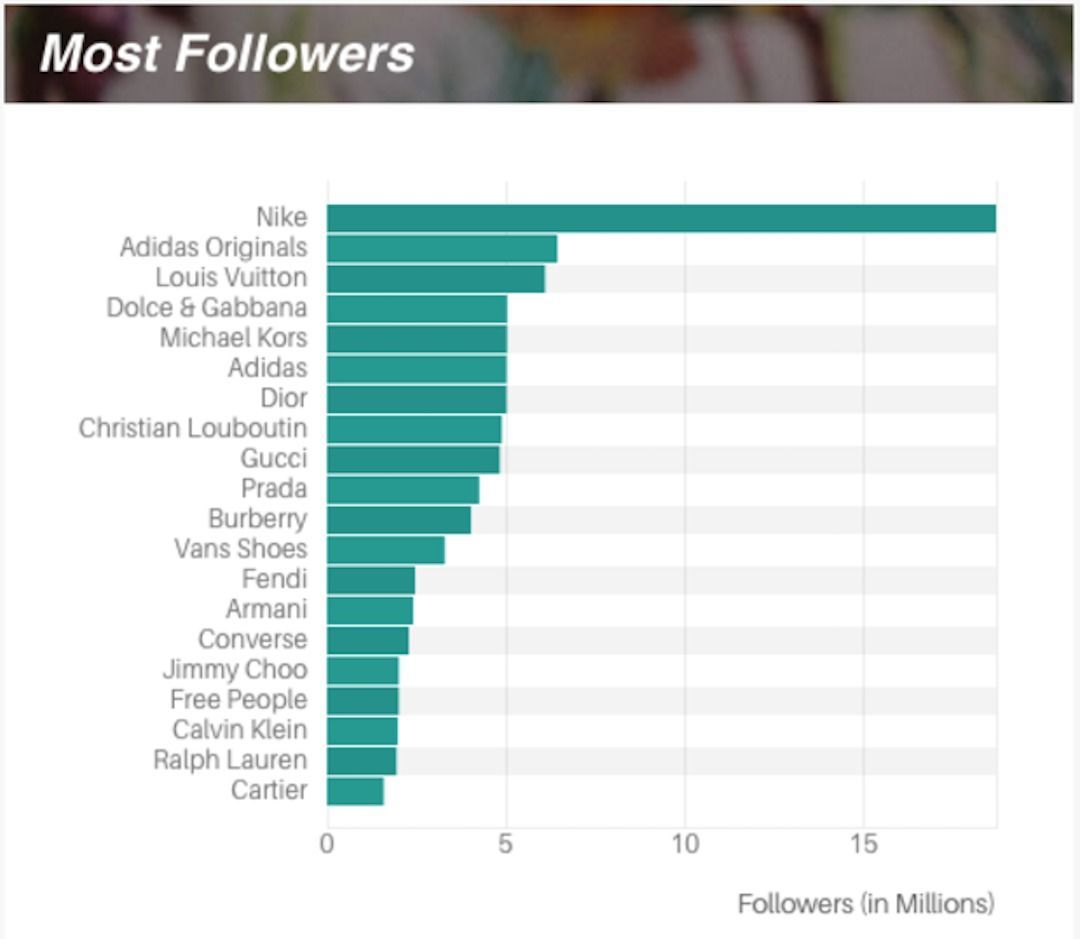 Most Followers
Nike
Adidas Originals
Louis Vuitton
Dolce & Gabbana
Michael Kors
Adidas
Dior
Christian Louboutin
Gucci
Prada
Burberry
Vans Shoes
Fendi
Armani
Converse
Jimmy Choo
Free People
Calvin Klein
Ralph Lauren
Cartier
0 5 10 15
Followers (in Millions)